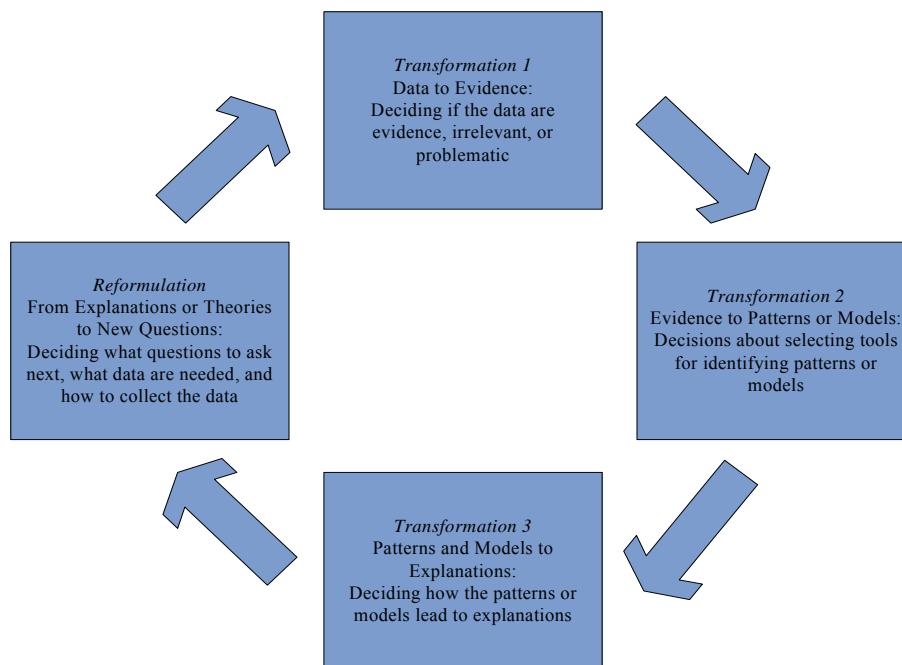 Transformation 1
Data to Evidence:
Deciding if the data are
evidence, irrelevant, or
problematic
Reformulation
From Explanations or Theories
to New Questions:
Deciding what questions to ask
next, what data are needed, and
how to collect the data
Transformation 2
Evidence to Patterns or Models:
Decisions about selecting tools
for identifying patterns or
models
Transformation 3
Patterns and Models to
Explanations:
Deciding how the patterns or
models lead to explanations